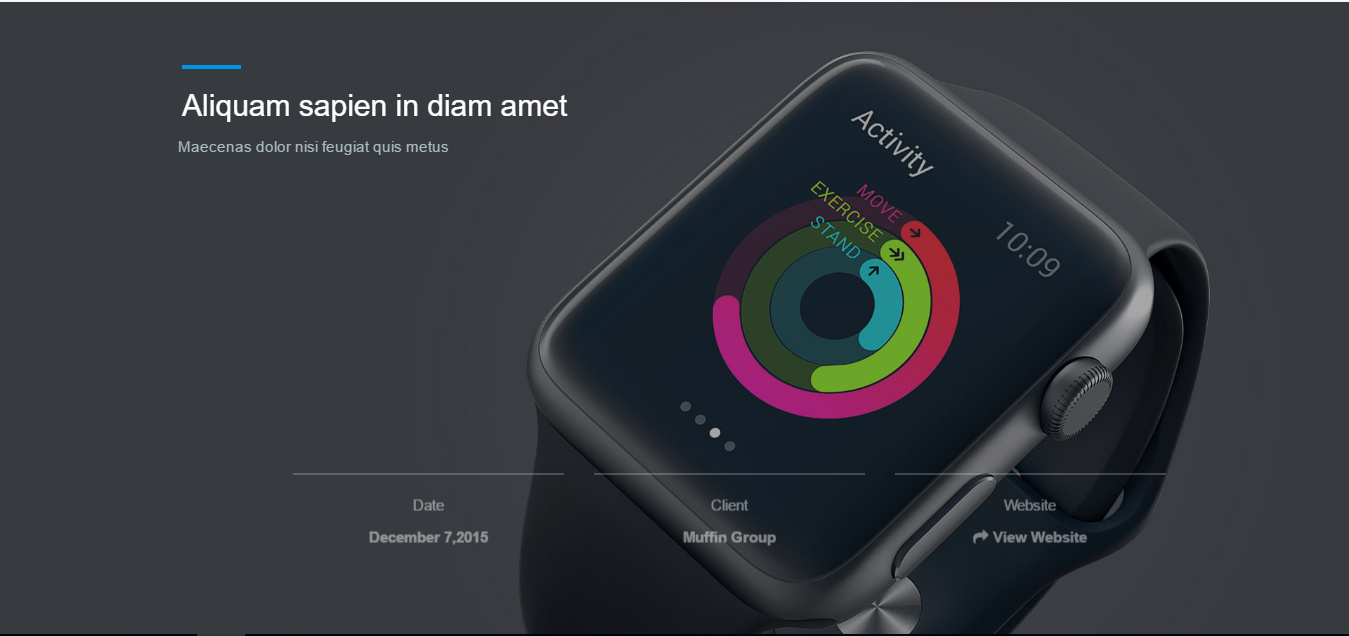 Aliquam sapien in diam amet
Maecenas dolor nisi feugiat quis metus
Activity
MOVE
EXERCISE
STAND
10:09
Date
December 7,2015
Client
Muffin Group
Website
View Website